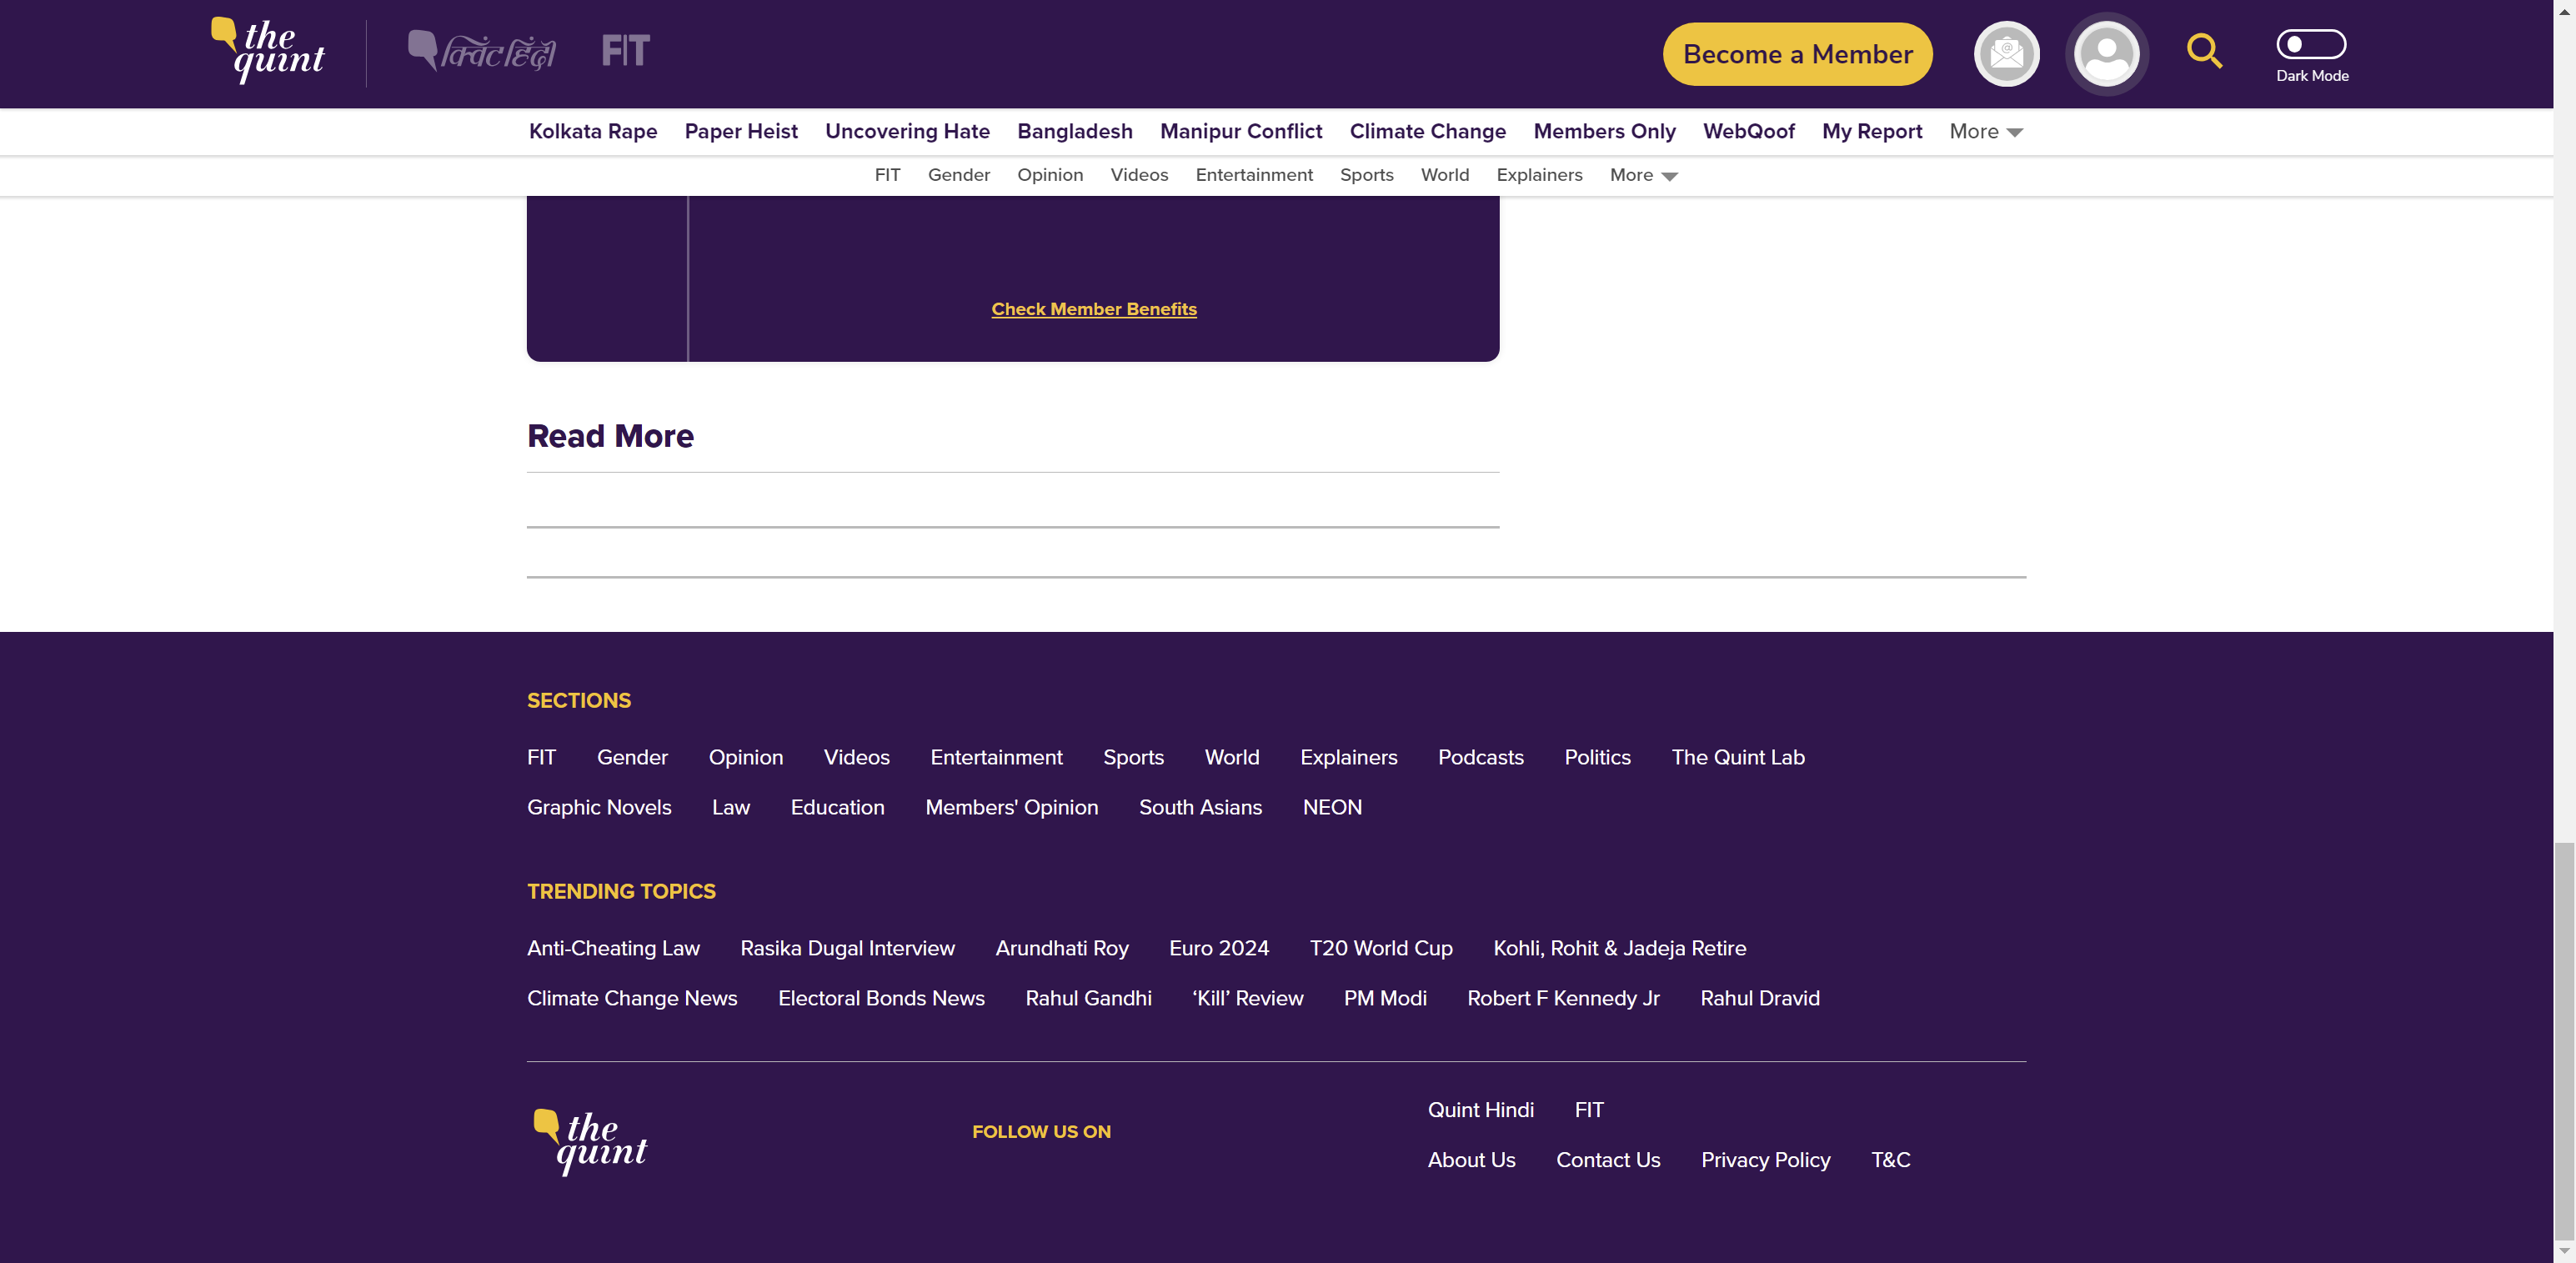 the quint
क्विंट हिंदी
FIT
Become a Member
@
Dark Mode
Kolkata Rape Paper Heist Uncovering Hate Bangladesh Manipur Conflict Climate Change Members Only WebQoof My Report More
FIT Gender Opinion Videos Entertainment Sports World Explainers More
Check Member Benefits
Read More
SECTIONS
FIT Gender Opinion Videos Entertainment Sports World Explainers Podcasts Politics The Quint Lab
Graphic Novels Law Education Members' Opinion South Asians NEON
TRENDING TOPICS
Anti-Cheating Law Rasika Dugal Interview Arundhati Roy Euro 2024 T20 World Cup Kohli, Rohit & Jadeja Retire
Climate Change News Electoral Bonds News Rahul Gandhi ‘Kill’ Review PM Modi Robert F Kennedy Jr Rahul Dravid
the quint
FOLLOW US ON
Quint Hindi FIT
About Us Contact Us Privacy Policy T&C